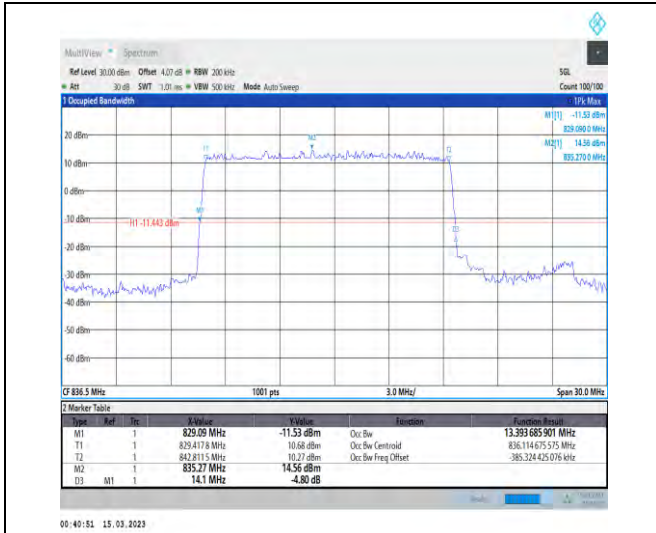 MultiView Spectrum
Ref Level 30.00 dBm Offset 4.07 dB RBW 200 kHz SGL
Att 30 dB SWT 1.01 ms VBW 500 kHz Mode Auto Sweep Count 100/100
1 Occupied Bandwidth 1Pk Max
M1[1] -11.53 dBm
829.090 0 MHz
20 dBm M2[1] 14.56 dBm
835.270 0 MHz
T1 M2 T2
10 dBm
0 dBm
M1
-10 dBm
H1 -11.443 dBm
D3
-20 dBm
-30 dBm
-40 dBm
-50 dBm
-60 dBm
CF 836.5 MHz 1001 pts 3.0 MHz/ Span 30.0 MHz
2 Marker Table
Type Ref Trc X-Value Y-Value Function Function Result
M1 1 829.09 MHz -11.53 dBm Occ Bw 13.393 685 901 MHz
T1 1 829.417 8 MHz 10.68 dBm Occ Bw Centroid 836.114 675 575 MHz
T2 1 842.811 5 MHz 10.27 dBm Occ Bw Freq Offset -385.324 425 076 kHz
M2 1 835.27 MHz 14.56 dBm
D3 M1 1 14.1 MHz -4.80 dB
00:40:51 15.03.2023